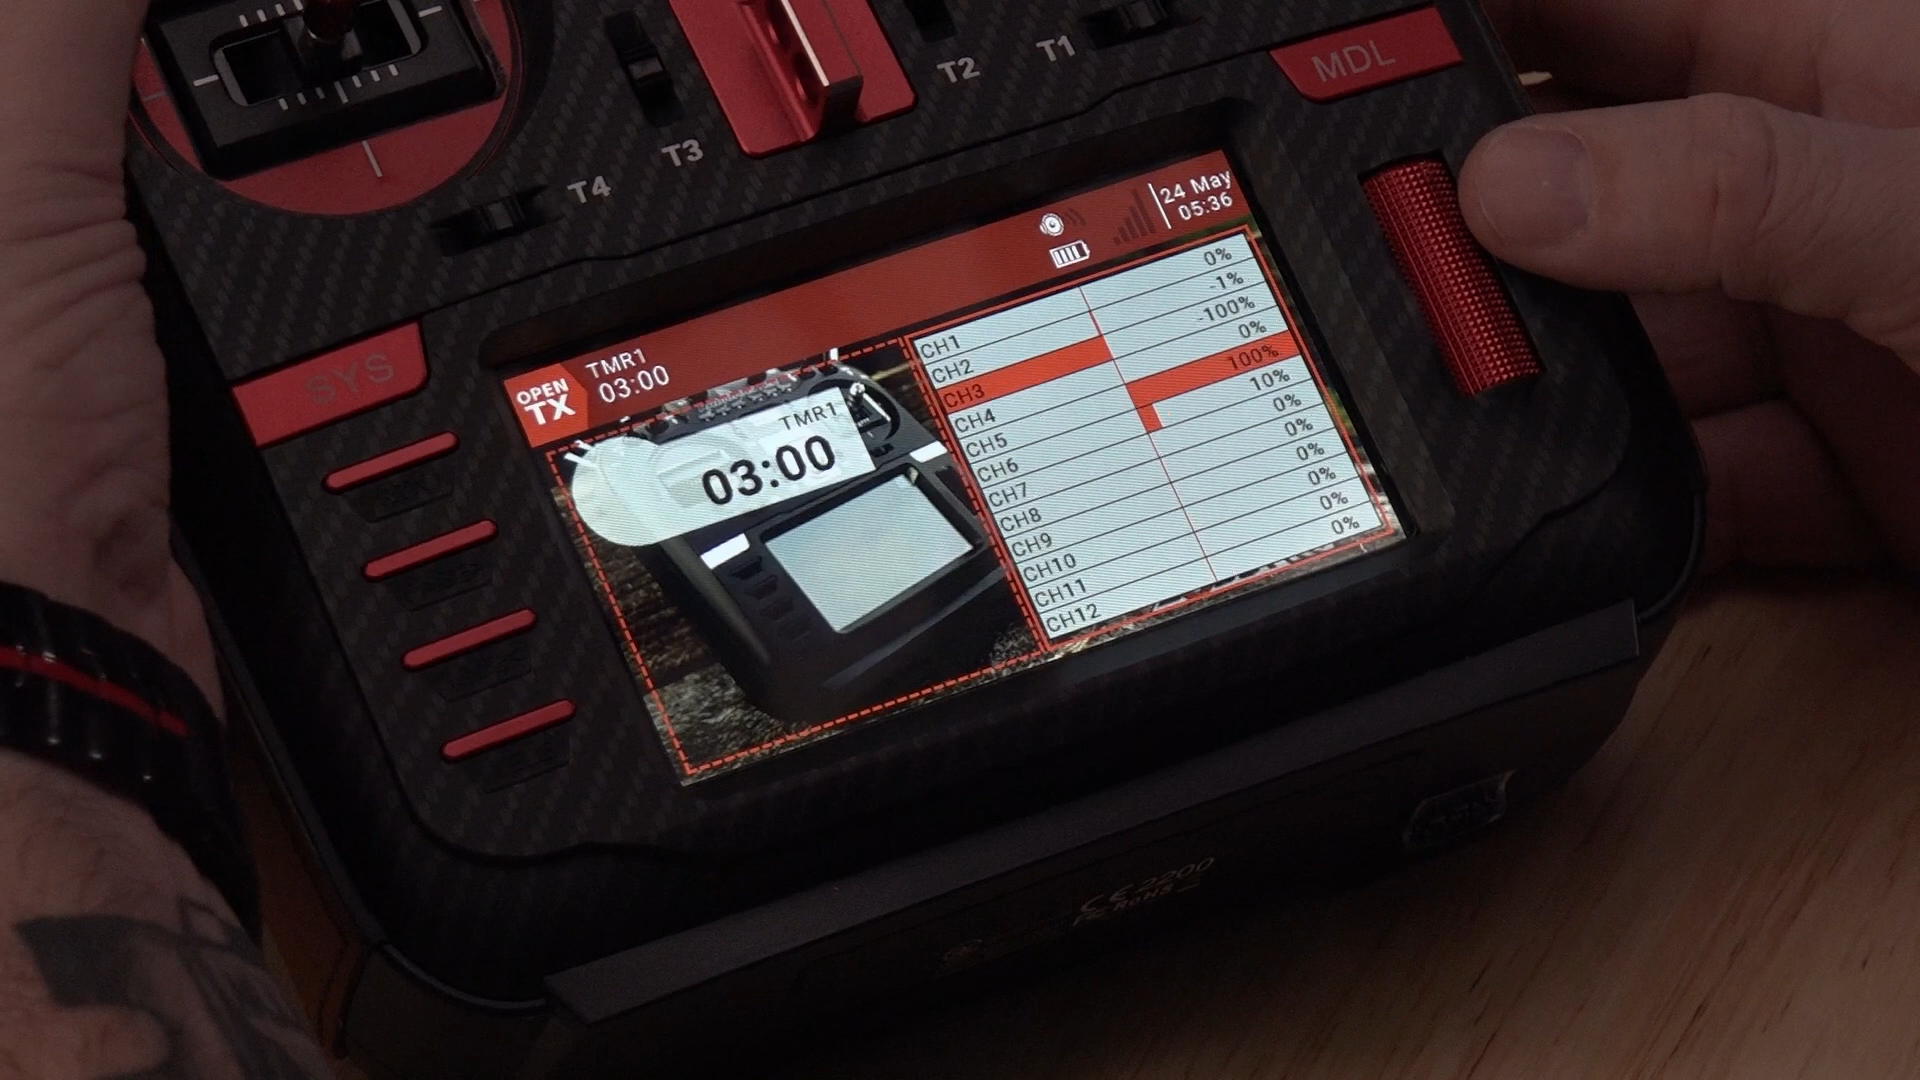 T2
T1
MDL
T3
T4
SYS
24 May
05:36
OPEN
TX
TMR1
03:00
TMR1
03:00
CH1 0%
CH2 -1%
CH3 -100%
CH4 0%
CH5 100%
CH6 10%
CH7 0%
CH8 0%
CH9 0%
CH10 0%
CH11 0%
CH12 0%
CE2200
FC RoHS